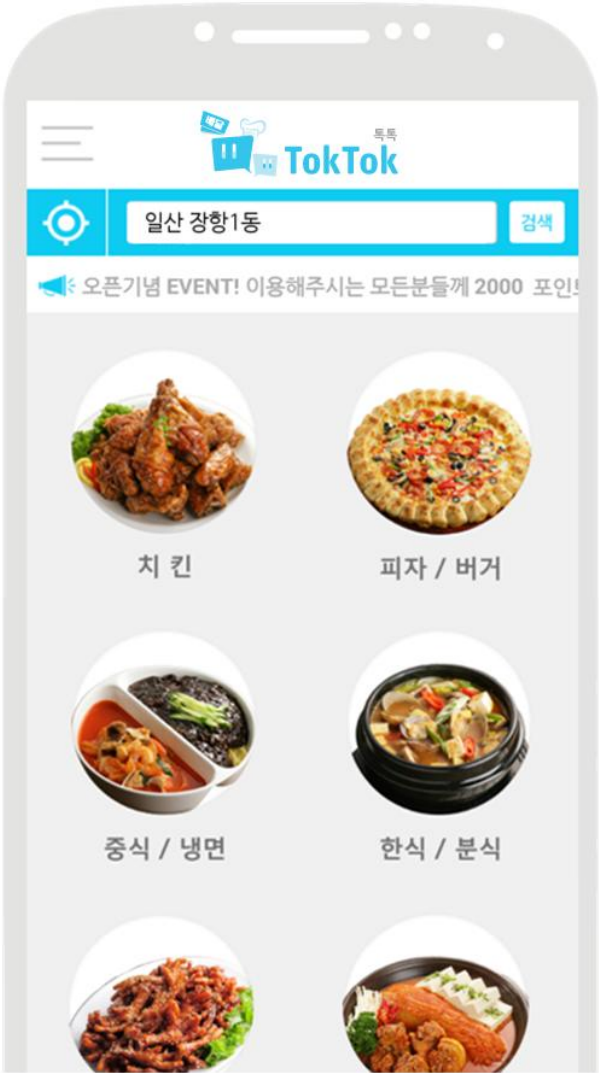 배달
톡톡
TokTok
일산 장항1동
검색
오픈기념 EVENT! 이용해주시는 모든분들께 2000 포인트
치 킨
피자 / 버거
중식 / 냉면
한식 / 분식